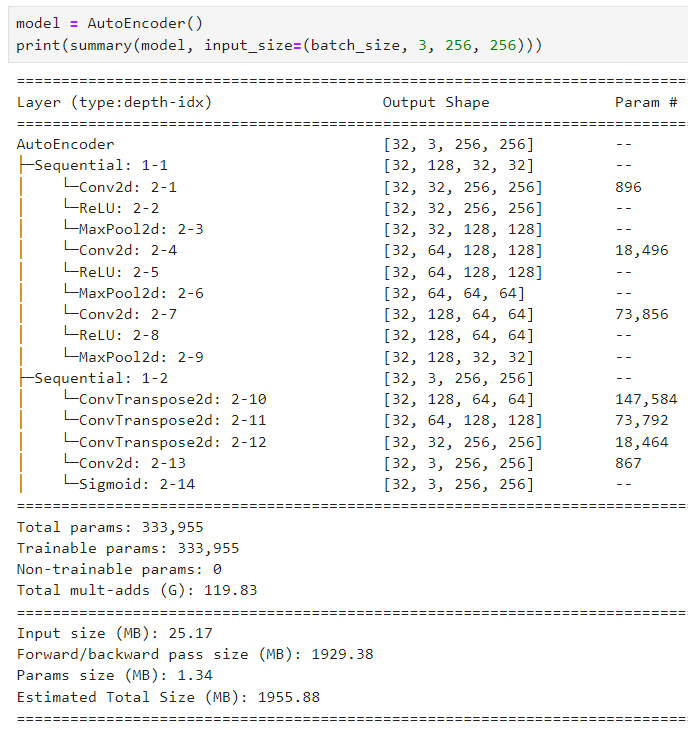 model = AutoEncoder()
print(summary(model, input_size=(batch_size, 3, 256, 256)))
==========================================================================
Layer (type:depth-idx)                   Output Shape              Param #
==========================================================================
AutoEncoder                              [32, 3, 256, 256]         --
├─Sequential: 1-1                        [32, 128, 32, 32]         --
│    └─Conv2d: 2-1                       [32, 32, 256, 256]        896
│    └─ReLU: 2-2                         [32, 32, 256, 256]        --
│    └─MaxPool2d: 2-3                    [32, 32, 128, 128]        --
│    └─Conv2d: 2-4                       [32, 64, 128, 128]        18,496
│    └─ReLU: 2-5                         [32, 64, 128, 128]        --
│    └─MaxPool2d: 2-6                    [32, 64, 64, 64]          --
│    └─Conv2d: 2-7                       [32, 128, 64, 64]         73,856
│    └─ReLU: 2-8                         [32, 128, 64, 64]         --
│    └─MaxPool2d: 2-9                    [32, 128, 32, 32]         --
├─Sequential: 1-2                        [32, 3, 256, 256]         --
│    └─ConvTranspose2d: 2-10             [32, 128, 64, 64]         147,584
│    └─ConvTranspose2d: 2-11             [32, 64, 128, 128]        73,792
│    └─ConvTranspose2d: 2-12             [32, 32, 256, 256]        18,464
│    └─Conv2d: 2-13                      [32, 3, 256, 256]         867
│    └─Sigmoid: 2-14                     [32, 3, 256, 256]         --
==========================================================================
Total params: 333,955
Trainable params: 333,955
Non-trainable params: 0
Total mult-adds (G): 119.83
==========================================================================
Input size (MB): 25.17
Forward/backward pass size (MB): 1929.38
Params size (MB): 1.34
Estimated Total Size (MB): 1955.88
==========================================================================